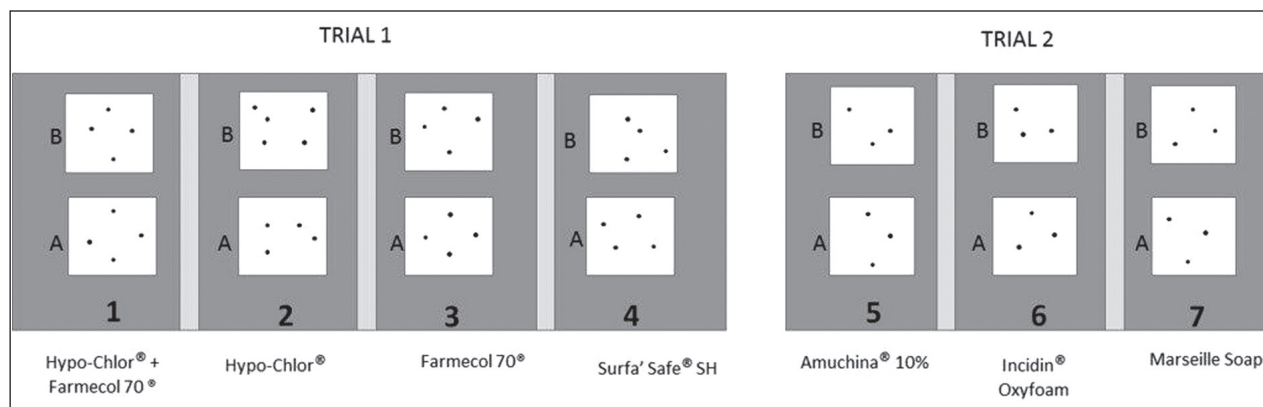 TRIAL 1
TRIAL 2
B B B B B B B
A A A A A A A
1 2 3 4 5 6 7
Hypo-Chlor® +
Farmecol 70 ®
Hypo-Chlor®
Farmecol 70®
Surfa' Safe® SH
Amuchina® 10%
Incidin®
Oxyfoam
Marseille Soap